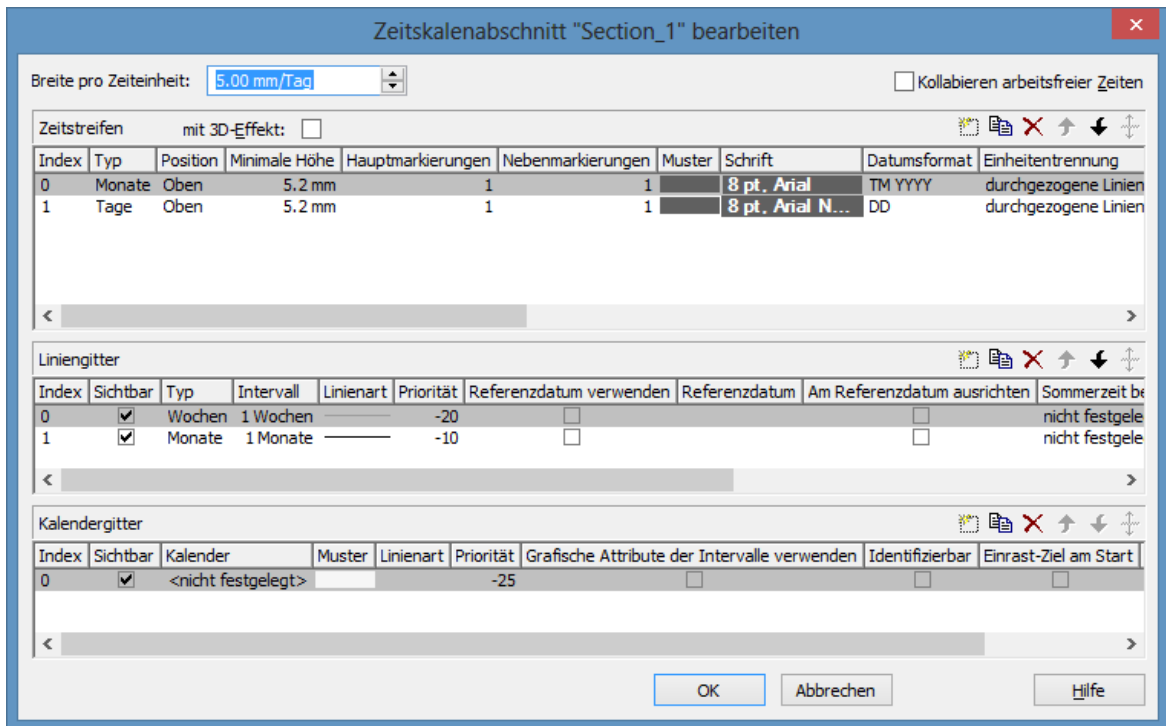 Zeitskalenabschnitt "Section_1" bearbeiten
Breite pro Zeiteinheit: 5.00 mm/Tag Kollabieren arbeitsfreier Zeiten
Zeitstreifen mit 3D-Effekt:
Index Typ Position Minimale Höhe Hauptmarkierungen Nebenmarkierungen Muster Schrift Datumsformat Einheitentrennung
0 Monate Oben 5.2 mm 1 1 8 pt, Arial TM YYYY durchgezogene Linien
1 Tage Oben 5.2 mm 1 1 8 pt, Arial N... DD durchgezogene Linien
Liniengitter
Index Sichtbar Typ Intervall Linienart Priorität Referenzdatum verwenden Referenzdatum Am Referenzdatum ausrichten Sommerzeit be
0 Wochen 1 Wochen -20 nicht festgele
1 Monate 1 Monate -10 nicht festgele
Kalendergitter
Index Sichtbar Kalender Muster Linienart Priorität Grafische Attribute der Intervalle verwenden Identifizierbar Einrast-Ziel am Start
0 <nicht festgelegt> -25
OK Abbrechen Hilfe